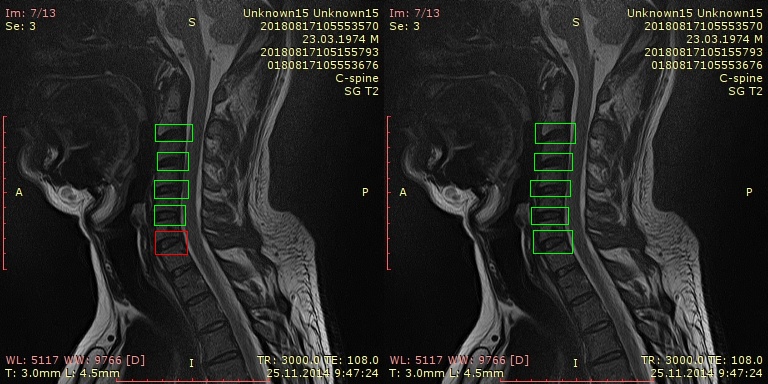 Im: 7/13
Se: 3
Unknown15 Unknown15
20180817105553570
23.03.1974 M
20180817105155793
01808171​05553676
C-spine
SG T2
S
A
P
I
WL: 5117 WW: 9766 [D]
T: 3.0mm L: 4.5mm
TR: 3000.0 TE: 108.0
25.11.2014 9:47:24
Im: 7/13
Se: 3
Unknown15 Unknown15
20180817105553570
23.03.1974 M
20180817105155793
0180817105553676
C-spine
SG T2
S
A
P
I
WL: 5117 WW: 9766 [D]
T: 3.0mm L: 4.5mm
TR: 3000.0 TE: 108.0
25.11.2014 9:47:24